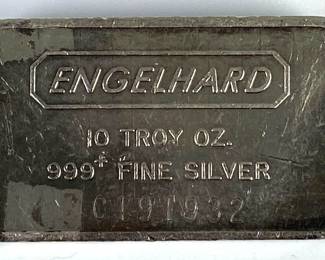 ENGELHARD
10 TROY OZ.
999+ FINE SILVER
C191932